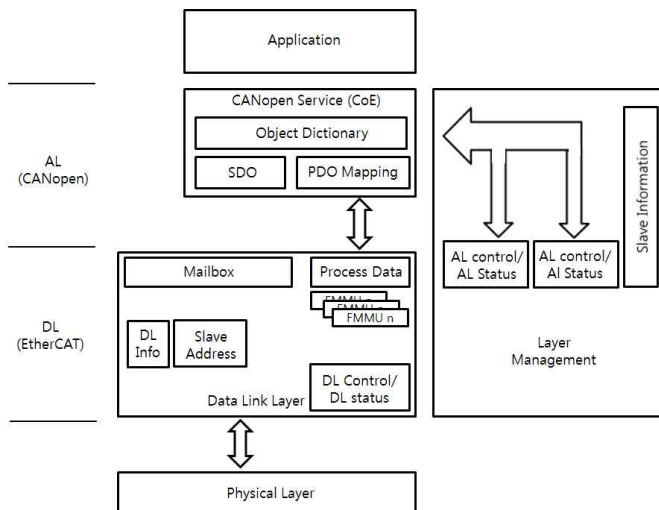 Application
AL
(CANopen)
CANopen Service (CoE)
Object Dictionary
SDO
PDO Mapping
Slave Information
AL control/
AL Status
AL control/
Al Status
Layer
Management
DL
(EtherCAT)
Mailbox
Process Data
FMMU n
FMMU n
FMMU n
DL
Info
Slave
Address
DL Control/
DL status
Data Link Layer
Physical Layer